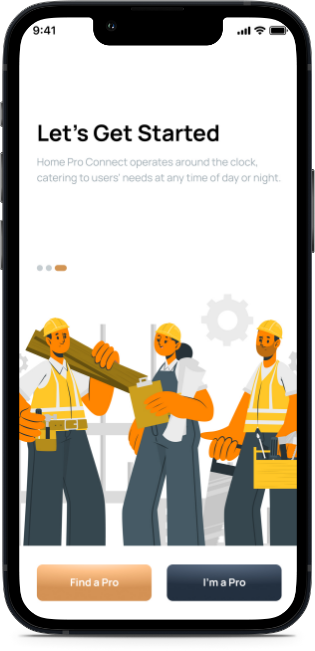 9:41
Let's Get Started
Home Pro Connect operates around the clock,
catering to users' needs at any time of day or night.
Find a Pro
I'm a Pro